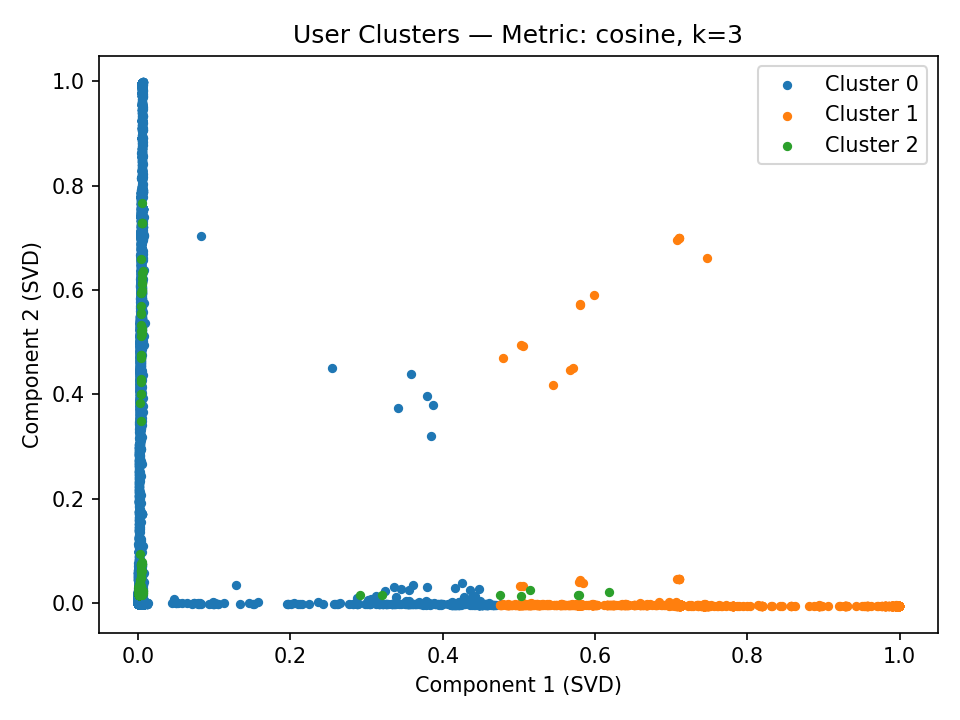 User Clusters — Metric: cosine, k=3
Cluster 0
Cluster 1
Cluster 2
1.0
0.8
0.6
0.4
0.2
0.0
Component 2 (SVD)
0.0 0.2 0.4 0.6 0.8 1.0
Component 1 (SVD)